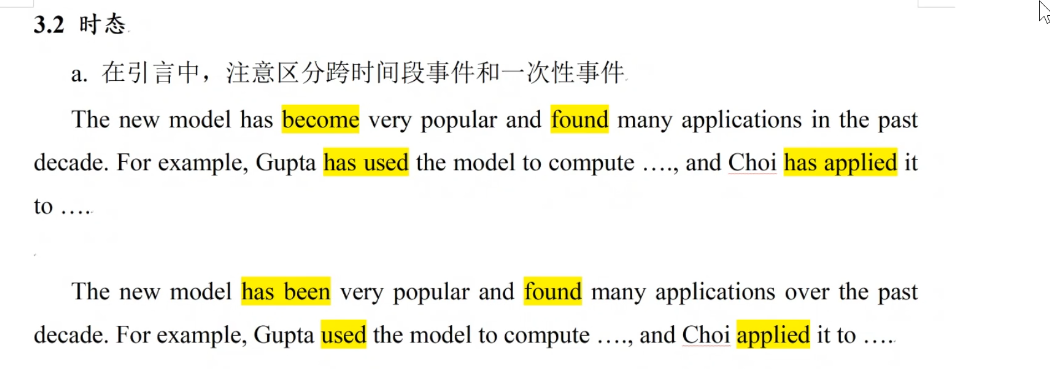 3.2 时态
a. 在引言中，注意区分跨时间段事件和一次性事件
The new model has become very popular and found many applications in the past
decade. For example, Gupta has used the model to compute …., and Choi has applied it
to ….
The new model has been very popular and found many applications over the past
decade. For example, Gupta used the model to compute …., and Choi applied it to ….